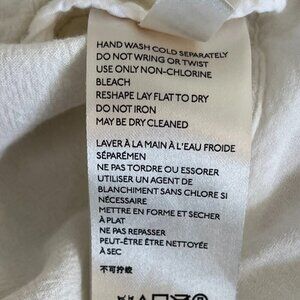 HAND WASH COLD SEPARATELY
DO NOT WRING OR TWIST
USE ONLY NON-CHLORINE
BLEACH
RESHAPE LAY FLAT TO DRY
DO NOT IRON
MAY BE DRY CLEANED
LAVER À LA MAIN À L'EAU FROIDE
SÉPARÉMEN
NE PAS TORDRE OU ESSORER
UTILISER UN AGENT DE
BLANCHIMENT SANS CHLORE SI
NÉCESSAIRE
METTRE EN FORME ET SECHER
À PLAT
NE PAS REPASSER
PEUT-ÊTRE ÊTRE NETTOYÉE
À SEC
不可拧绞